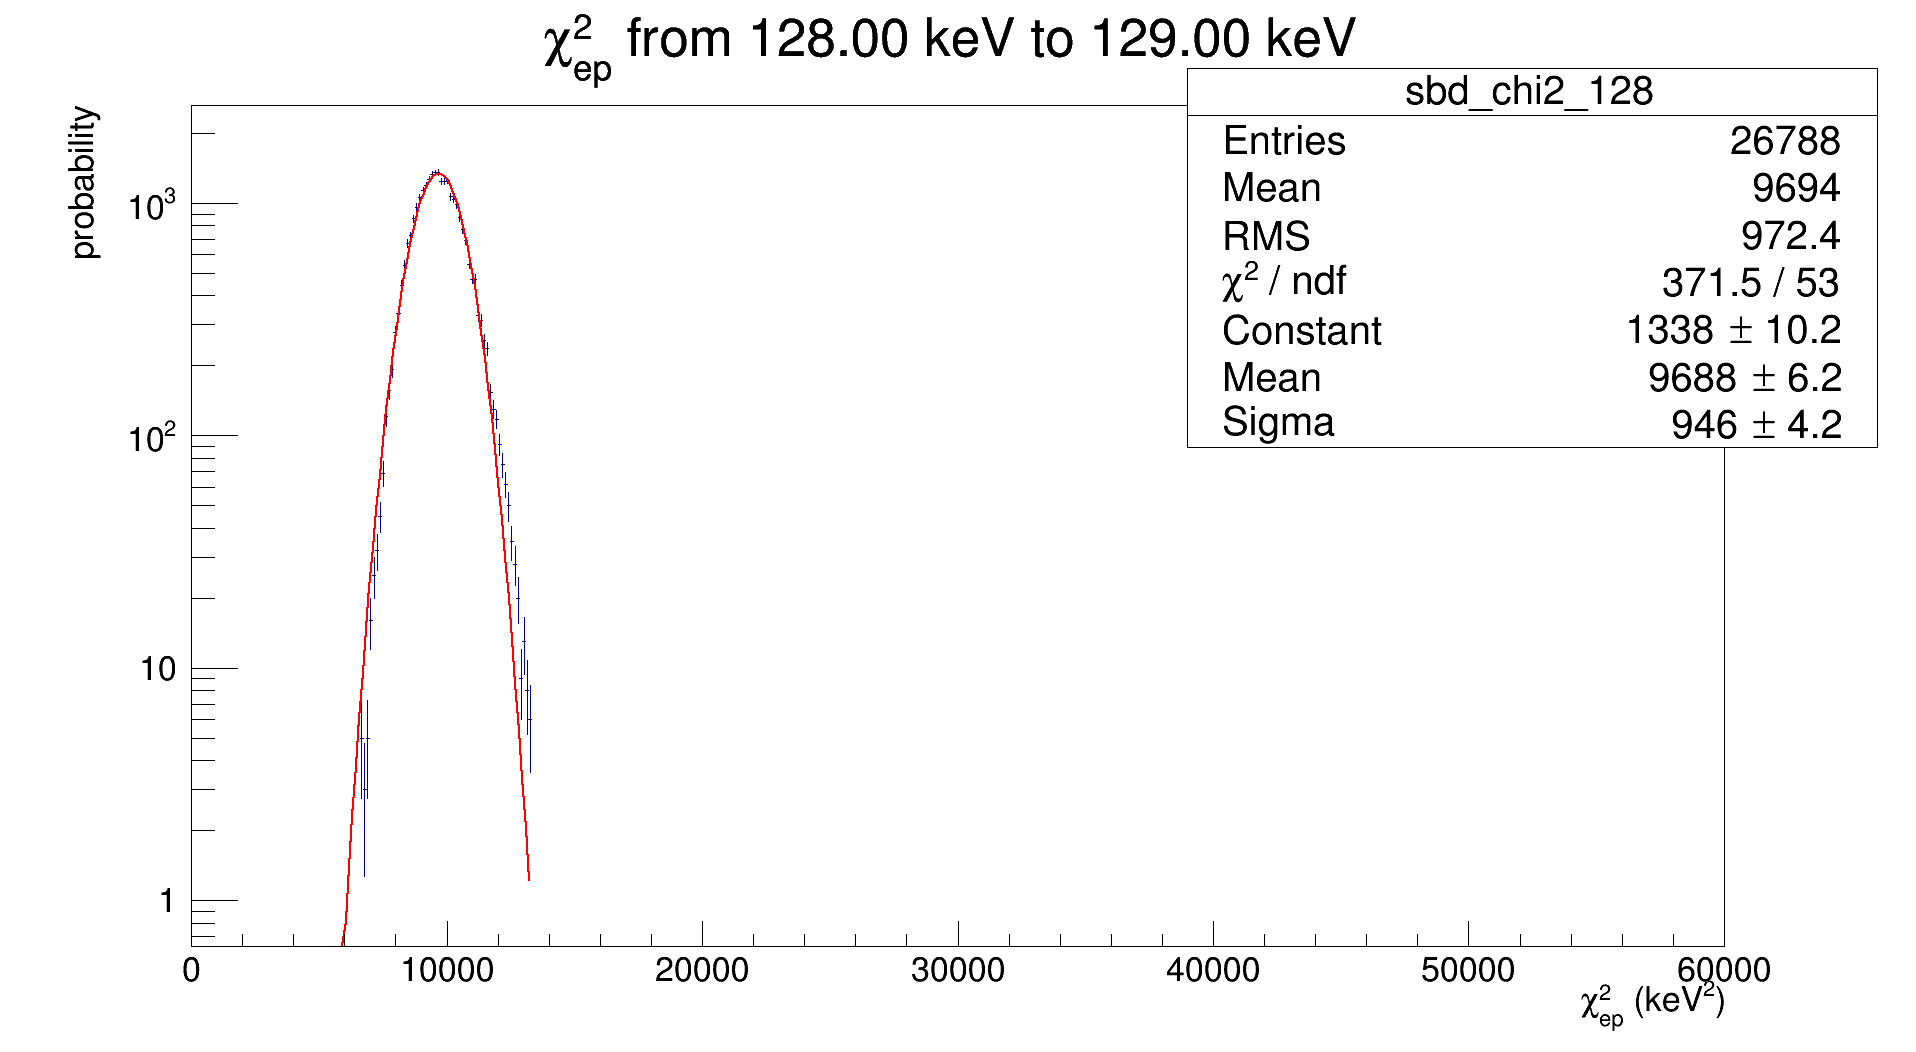 χ²ep from 128.00 keV to 129.00 keV
sbd_chi2_128
Entries 26788
Mean 9694
RMS 972.4
χ² / ndf 371.5 / 53
Constant 1338 ± 10.2
Mean 9688 ± 6.2
Sigma 946 ± 4.2
probability
10³
10²
10
1
0 10000 20000 30000 40000 50000 60000
χ²ep (keV²)